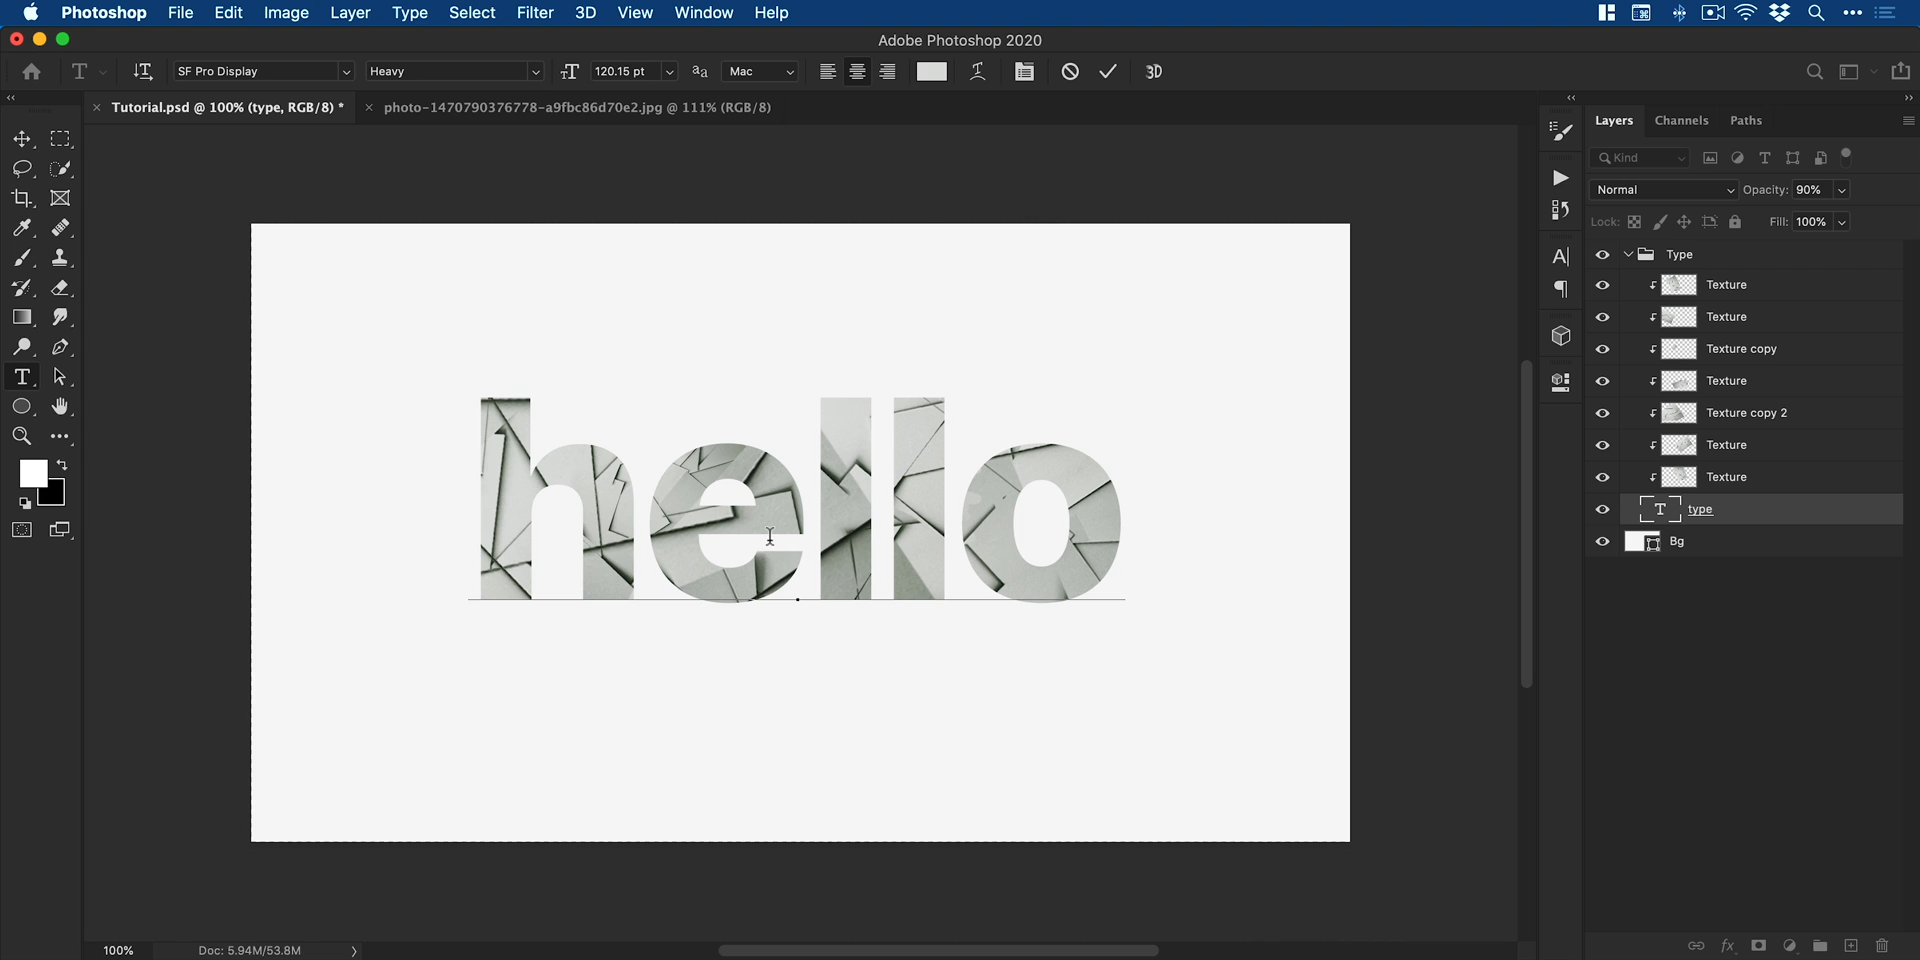 Photoshop File Edit Image Layer Type Select Filter 3D View Window Help
Adobe Photoshop 2020
SF Pro Display Heavy 120.15 pt Mac 3D
Tutorial.psd @ 100% (type, RGB/8) * photo-1470790376778-a9fbc86d70e2.jpg @ 111% (RGB/8)
Layers Channels Paths
Kind
Normal Opacity: 90%
Lock: Fill: 100%
Type
Texture
Texture
Texture copy
Texture
Texture copy 2
Texture
Texture
type
Bg
hello
100% Doc: 5.94M/53.8M